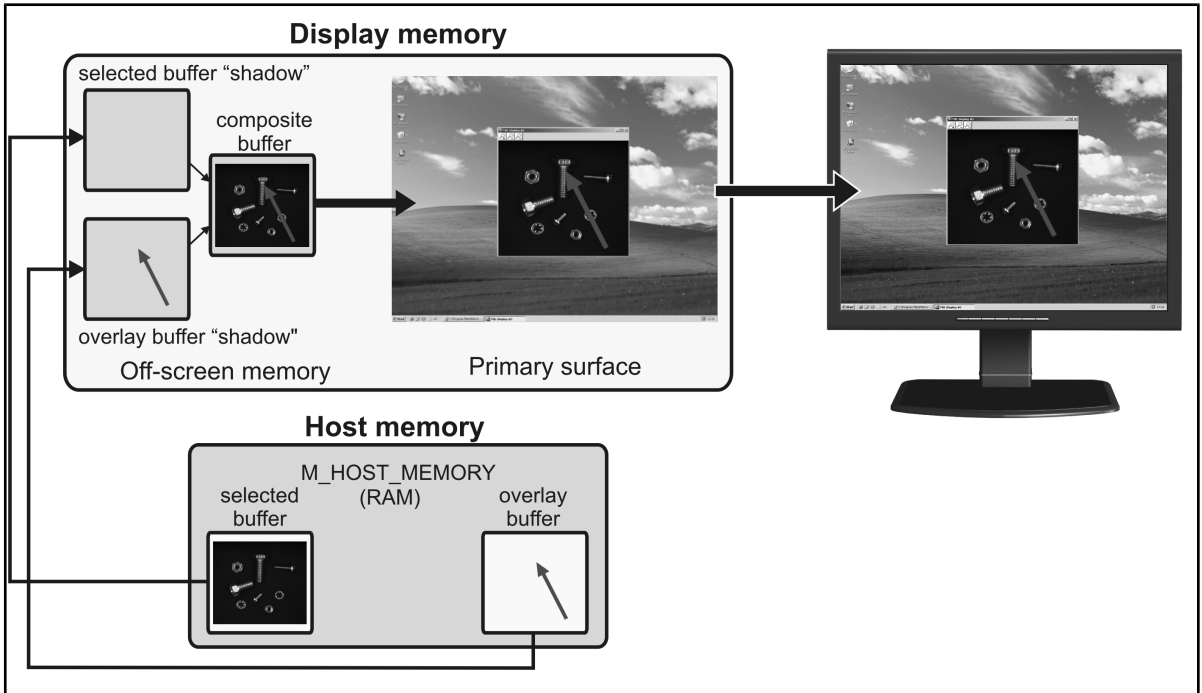 Display memory
selected buffer “shadow”
composite
buffer
overlay buffer “shadow"
Off-screen memory
Primary surface
Host memory
M_HOST_MEMORY
(RAM)
selected
buffer
overlay
buffer